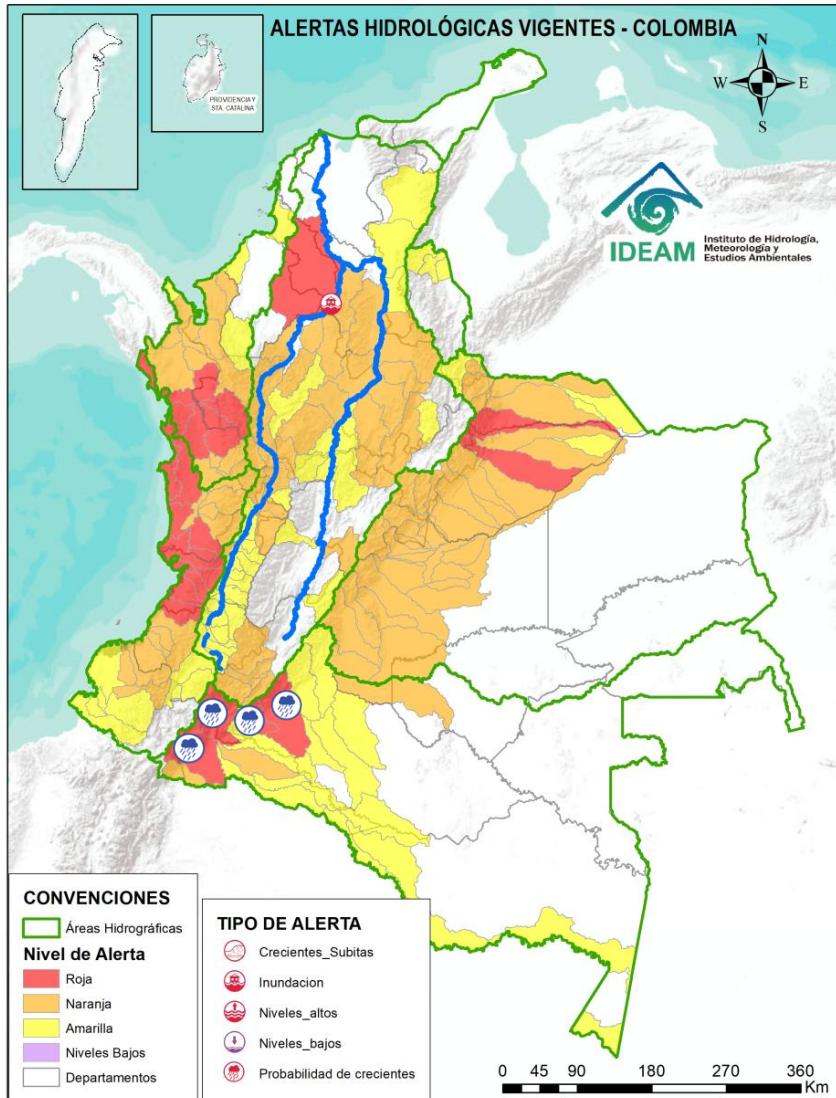 ALERTAS HIDROLÓGICAS VIGENTES - COLOMBIA
PROVIDENCIA Y
STA. CATALINA
N
W
E
S
IDEAM
Instituto de Hidrología,
Meteorología y
Estudios Ambientales
CONVENCIONES
Áreas Hidrográficas
Nivel de Alerta
Roja
Naranja
Amarilla
Niveles Bajos
Departamentos
TIPO DE ALERTA
Crecientes_Subitas
Inundacion
Niveles_altos
Niveles_bajos
Probabilidad de crecientes
0 45 90 180 270 360
Km